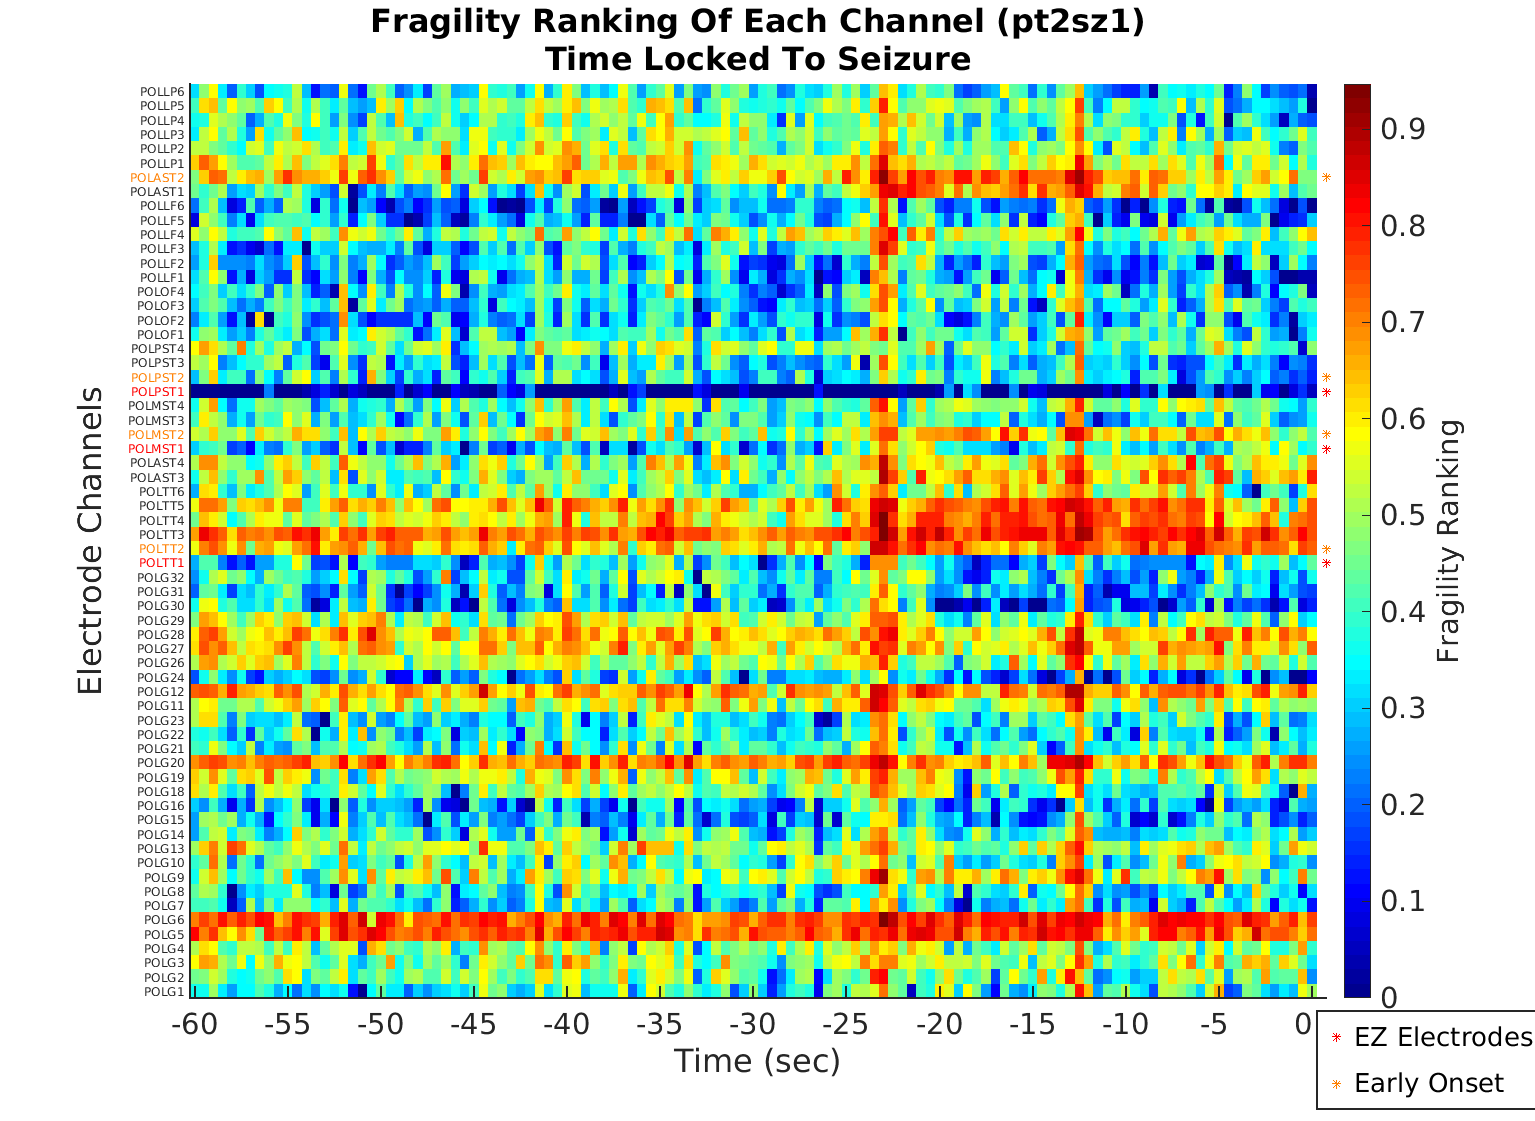 Fragility Ranking Of Each Channel (pt2sz1)
Time Locked To Seizure
Electrode Channels
POLLP6
POLLP5
POLLP4
POLLP3
POLLP2
POLLP1
POLAST2
POLAST1
POLLF6
POLLF5
POLLF4
POLLF3
POLLF2
POLLF1
POLOF4
POLOF3
POLOF2
POLOF1
POLPST4
POLPST3
POLPST2
POLPST1
POLMST4
POLMST3
POLMST2
POLMST1
POLAST4
POLAST3
POLTT6
POLTT5
POLTT4
POLTT3
POLTT2
POLTT1
POLG32
POLG31
POLG30
POLG29
POLG28
POLG27
POLG26
POLG24
POLG12
POLG11
POLG23
POLG22
POLG21
POLG20
POLG19
POLG18
POLG16
POLG15
POLG14
POLG13
POLG10
POLG9
POLG8
POLG7
POLG6
POLG5
POLG4
POLG3
POLG2
POLG1
-60 -55 -50 -45 -40 -35 -30 -25 -20 -15 -10 -5 0
Time (sec)
0.9
0.8
0.7
0.6
0.5
0.4
0.3
0.2
0.1
0
Fragility Ranking
EZ Electrodes
Early Onset